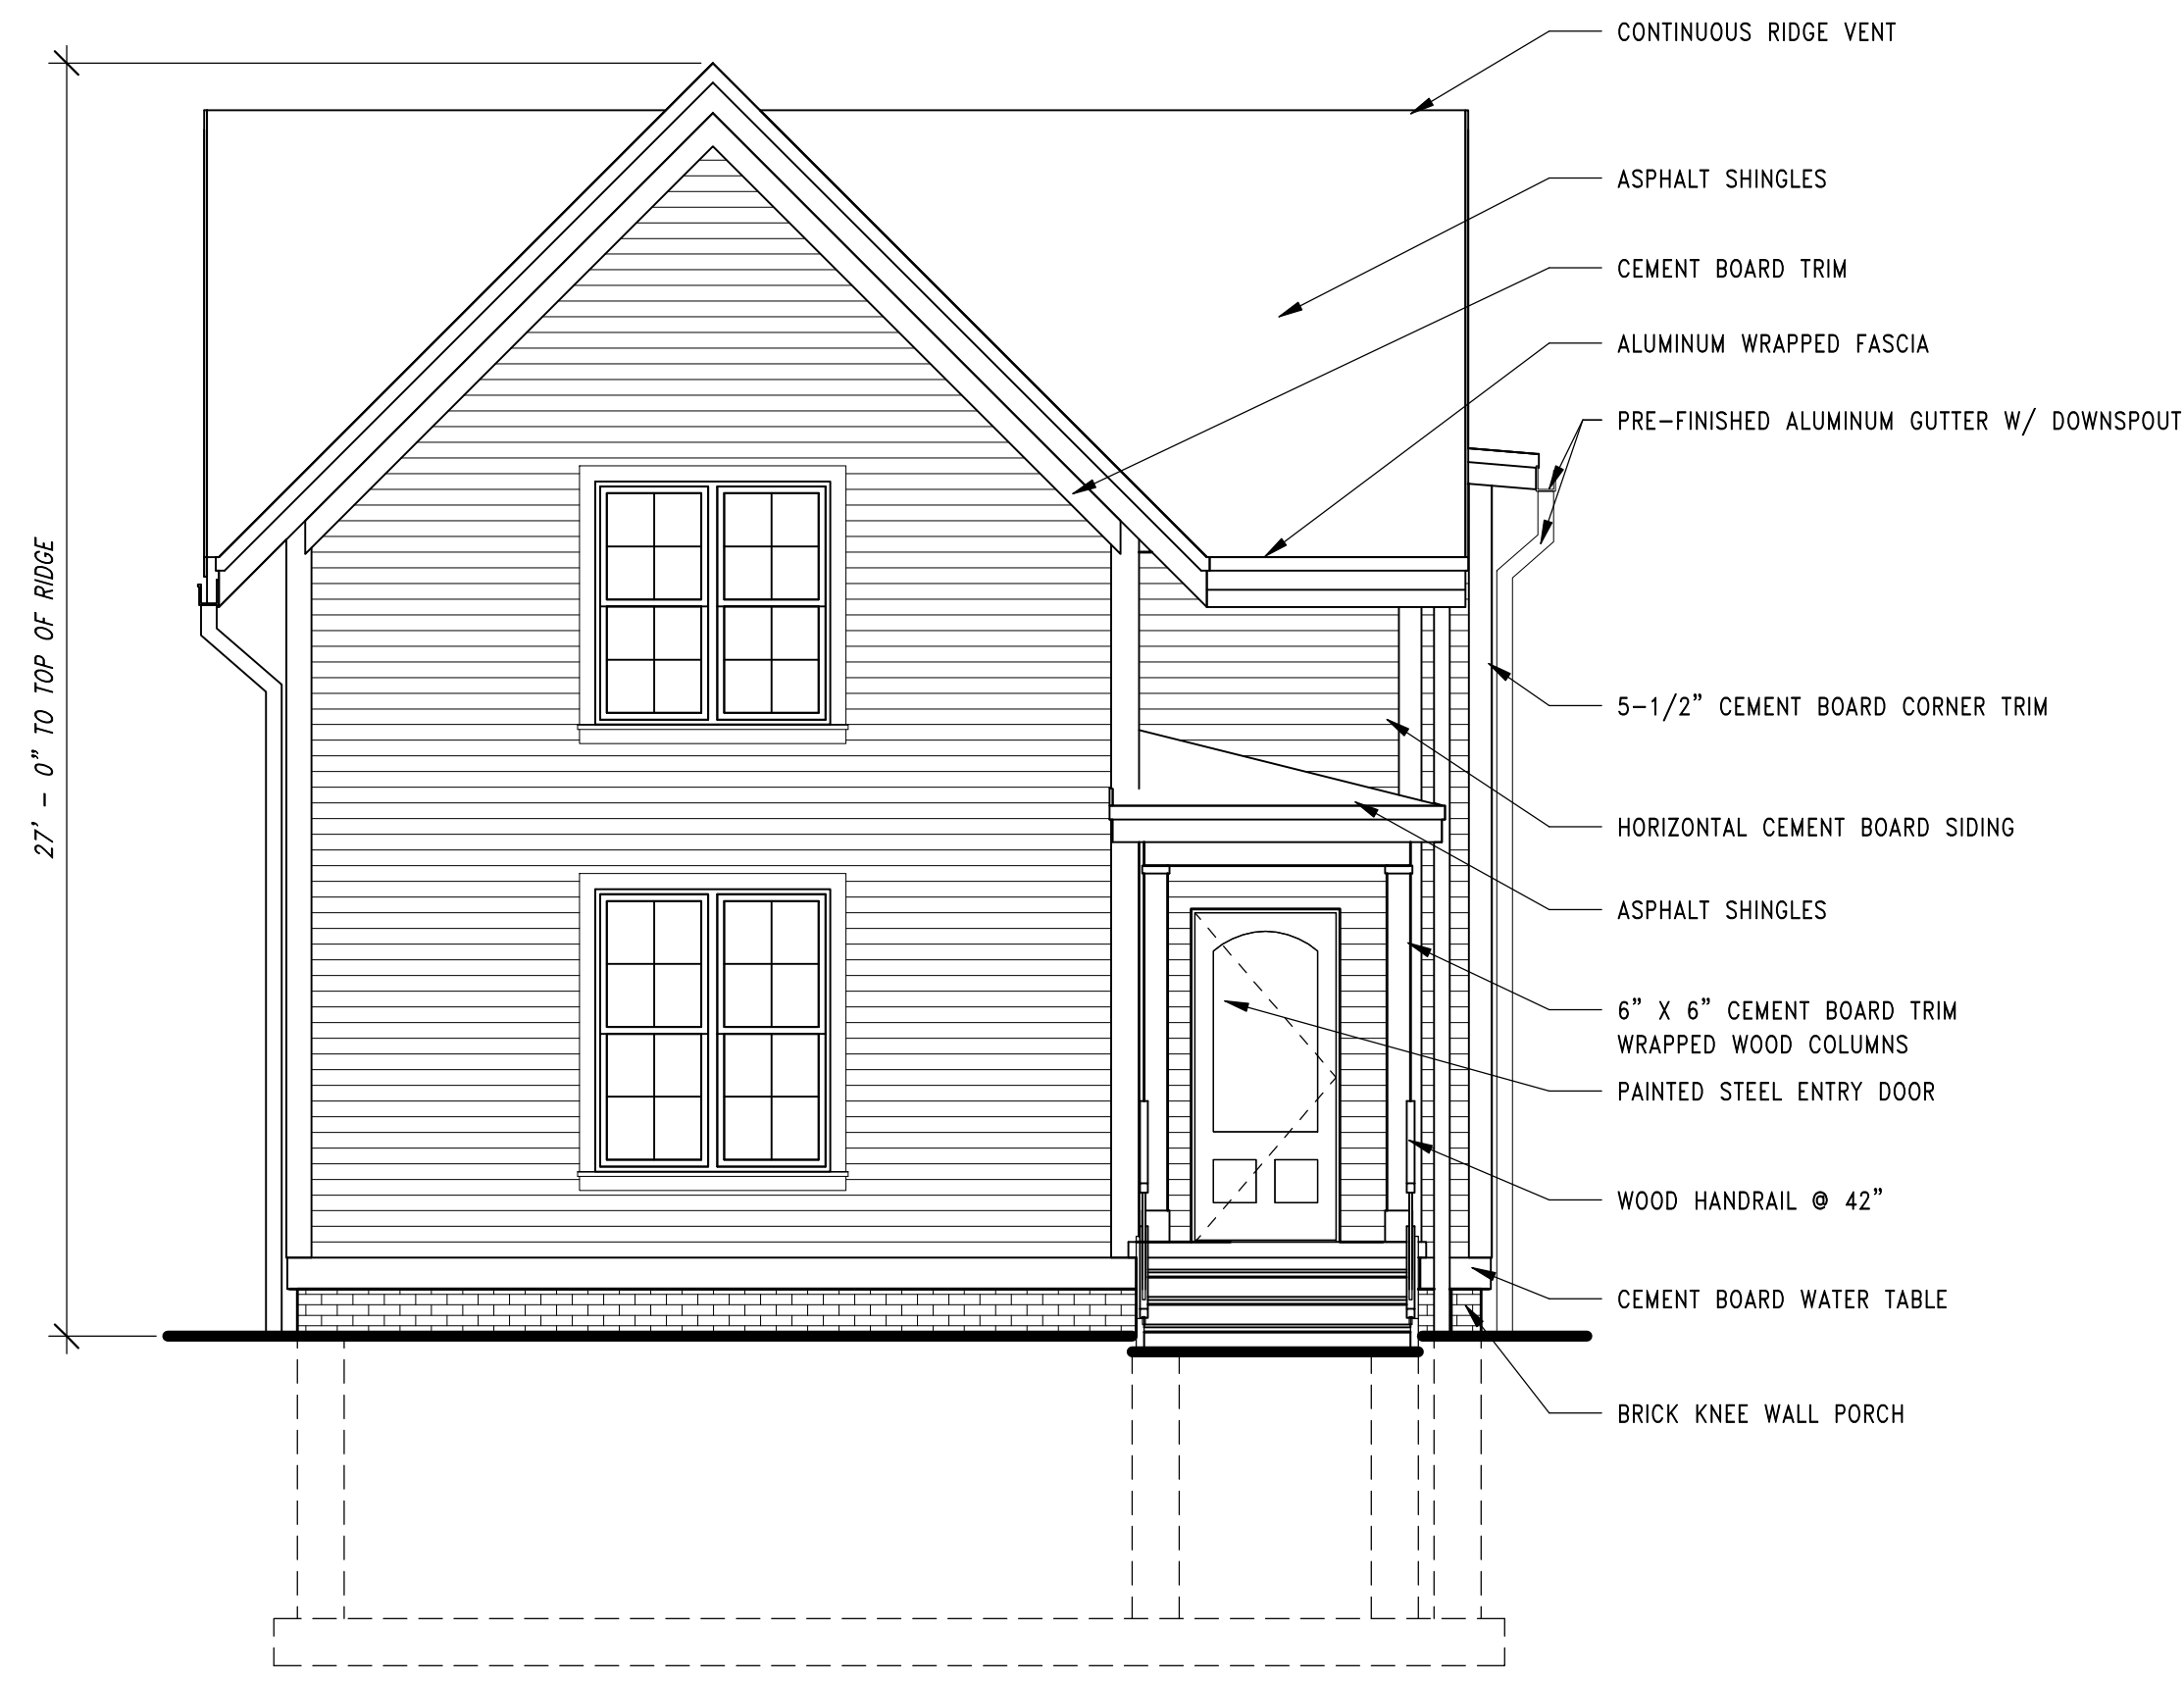 CONTINUOUS RIDGE VENT
ASPHALT SHINGLES
CEMENT BOARD TRIM
ALUMINUM WRAPPED FASCIA
PRE-FINISHED ALUMINUM GUTTER W/ DOWNSPOUT
27' - 0" TO TOP OF RIDGE
5-1/2" CEMENT BOARD CORNER TRIM
HORIZONTAL CEMENT BOARD SIDING
ASPHALT SHINGLES
6" X 6" CEMENT BOARD TRIM
WRAPPED WOOD COLUMNS
PAINTED STEEL ENTRY DOOR
WOOD HANDRAIL @ 42"
CEMENT BOARD WATER TABLE
BRICK KNEE WALL PORCH